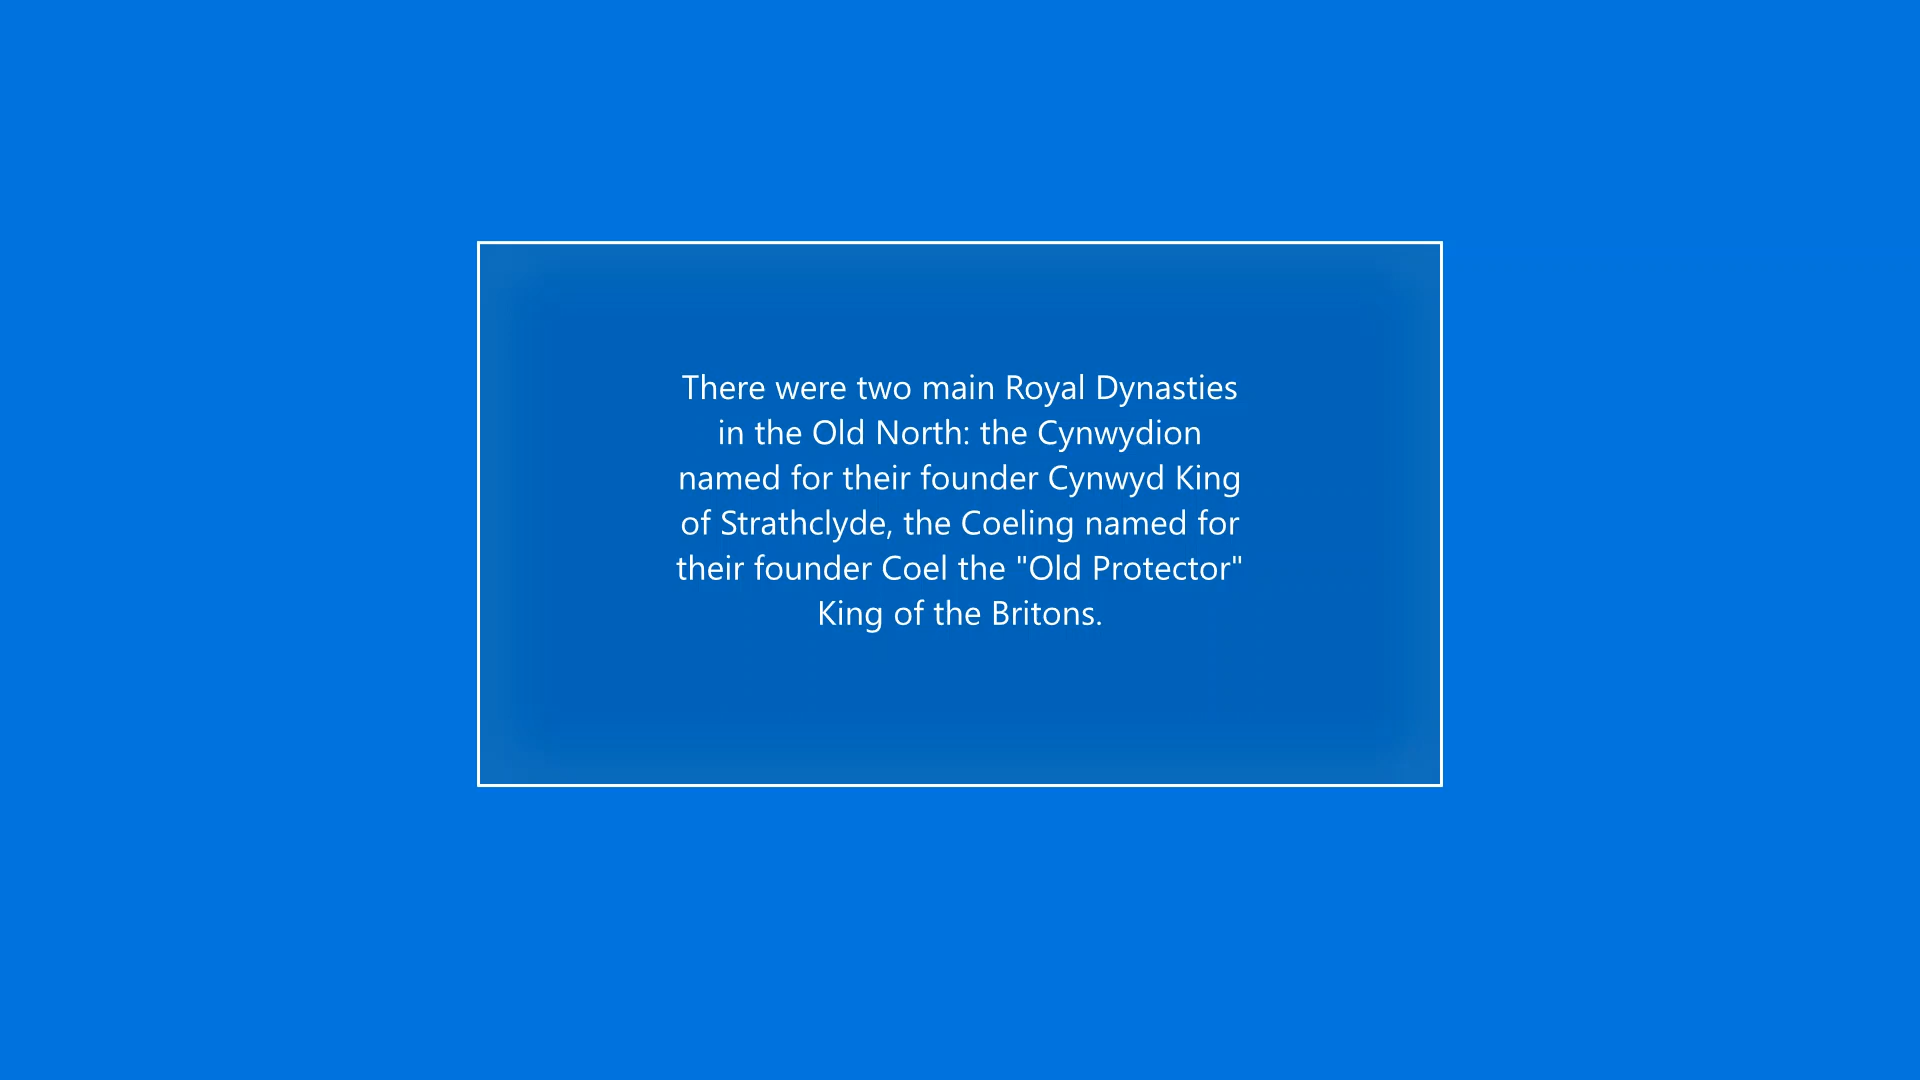 There were two main Royal Dynasties
in the Old North: the Cynwydion
named for their founder Cynwyd King
of Strathclyde, the Coeling named for
their founder Coel the "Old Protector"
King of the Britons.